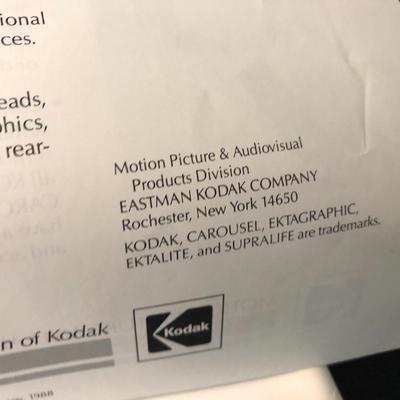 ional
ces.
eads,
phics,
rear-
Motion Picture & Audiovisual
Products Division
EASTMAN KODAK COMPANY
Rochester, New York 14650
KODAK, CAROUSEL, EKTAGRAPHIC,
EKTALITE, and SUPRALIFE are trademarks.
n of Kodak
Kodak
1988